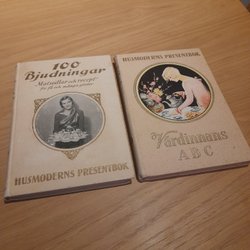 100
Bjudningar
Matsedlar och recept
för få och många gäster
HUSMODERNS PRESENTBOK
HUSMODERNS PRESENTBOK
Värdinnans
ABC